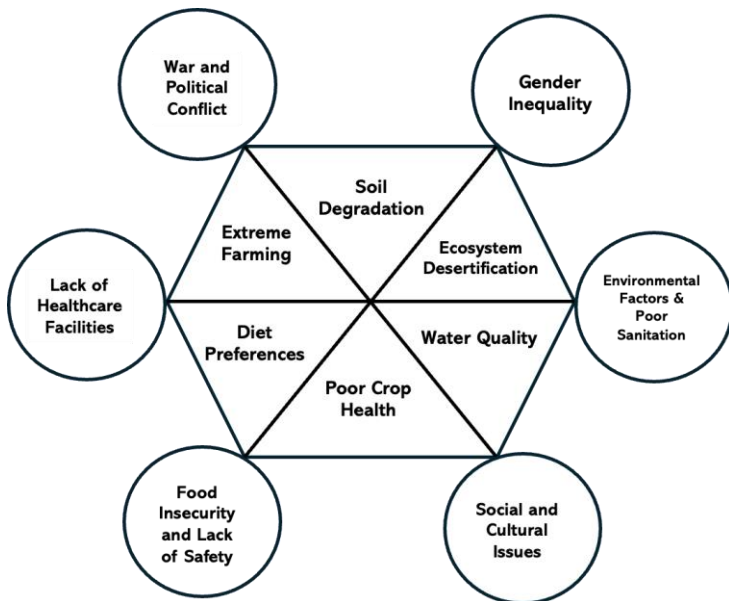 War and
Political
Conflict
Gender
Inequality
Soil
Degradation
Extreme
Farming
Ecosystem
Desertification
Lack of
Healthcare
Facilities
Environmental
Factors &
Poor
Sanitation
Diet
Preferences
Water Quality
Poor Crop
Health
Food
Insecurity
and Lack
of Safety
Social and
Cultural
Issues